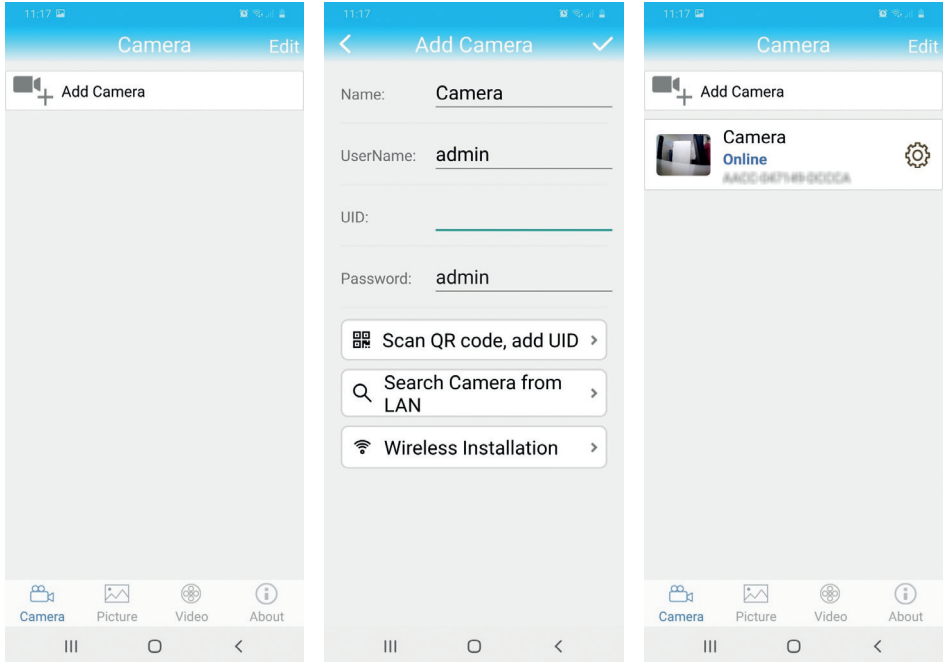 11:17
Camera
Edit
Add Camera
Camera
Picture
Video
About
11:17
Add Camera
Name:
Camera
UserName:
admin
UID:
Password:
admin
Scan QR code, add UID
Search Camera from
LAN
Wireless Installation
11:17
Camera
Edit
Add Camera
Camera
Online
Camera
Picture
Video
About